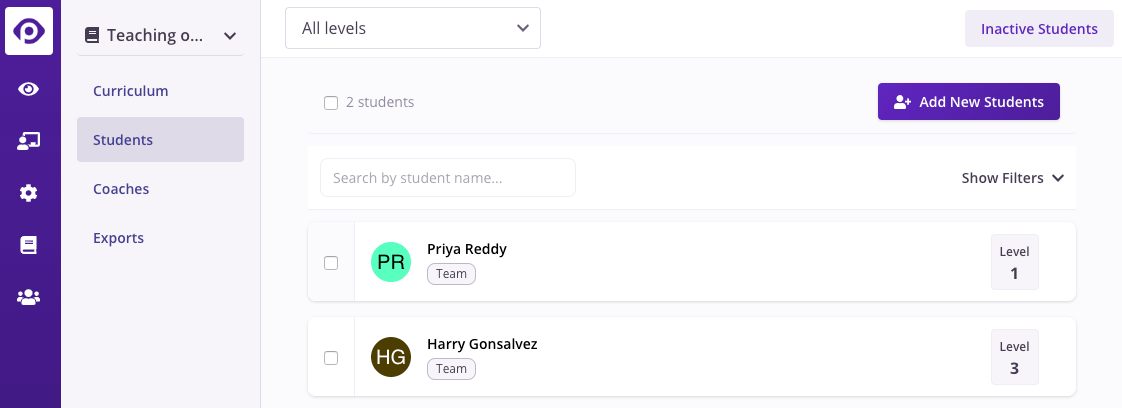 Teaching o...
Curriculum
Students
Coaches
Exports
All levels
Inactive Students
2 students
Add New Students
Search by student name...
Show Filters
PR
Priya Reddy
Team
Level
1
HG
Harry Gonsalvez
Team
Level
3